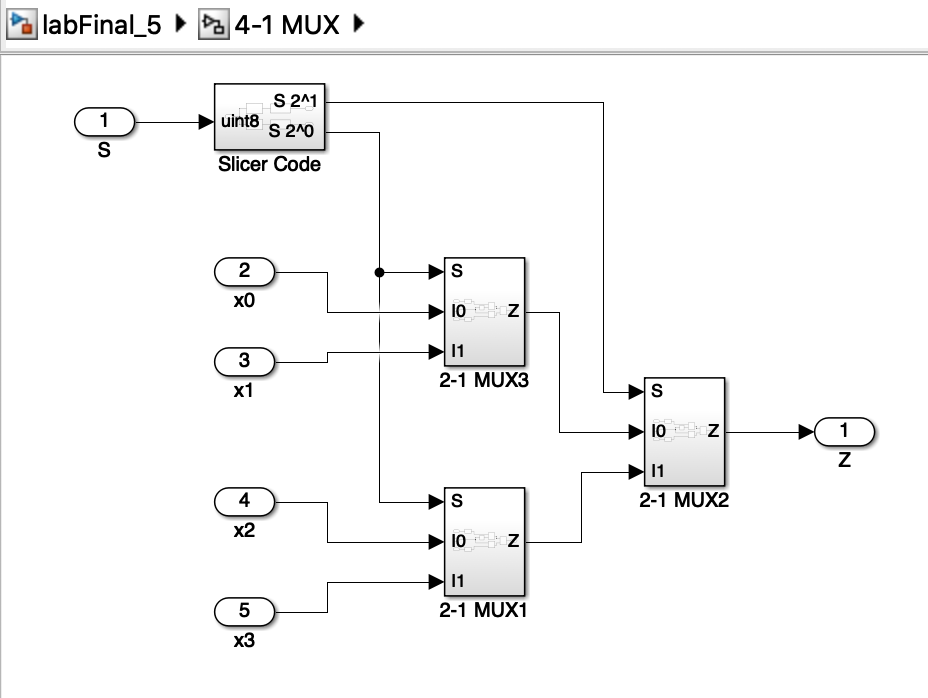 labFinal_5 ▶ 4-1 MUX ▶
1
S
uint8
S 2^1
S 2^0
Slicer Code
2
x0
3
x1
S
I0
I1
Z
2-1 MUX3
S
I0
I1
Z
2-1 MUX2
1
Z
4
x2
5
x3
S
I0
I1
Z
2-1 MUX1